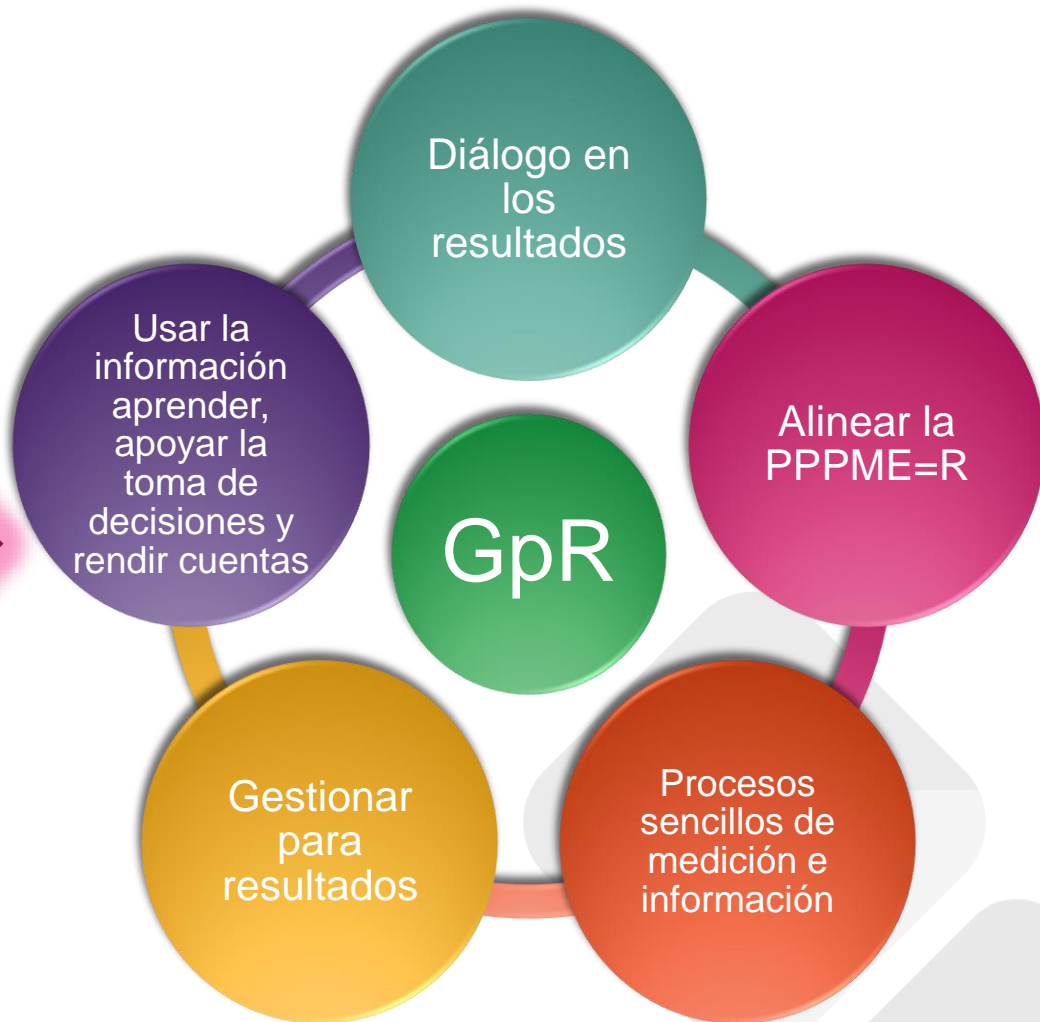 Diálogo en
los
resultados
Alinear la
PPPME=R
Procesos
sencillos de
medición e
información
Gestionar
para
resultados
Usar la
información
aprender,
apoyar la
toma de
decisiones y
rendir cuentas
GpR